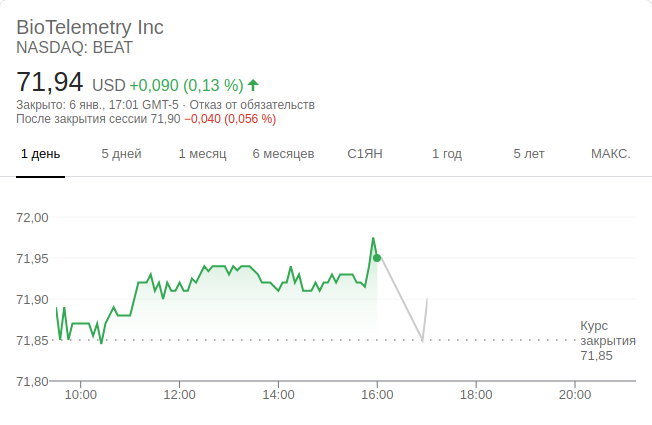 BioTelemetry Inc
NASDAQ: BEAT
71,94 USD +0,090 (0,13 %)
Закрыто: 6 янв., 17:01 GMT-5 · Отказ от обязательств
После закрытия сессии 71,90 −0,040 (0,056 %)
1 день 5 дней 1 месяц 6 месяцев С1ЯН 1 год 5 лет МАКС.
72,00
71,95
71,90
71,85
71,80
Курс
закрытия
71,85
10:00 12:00 14:00 16:00 18:00 20:00